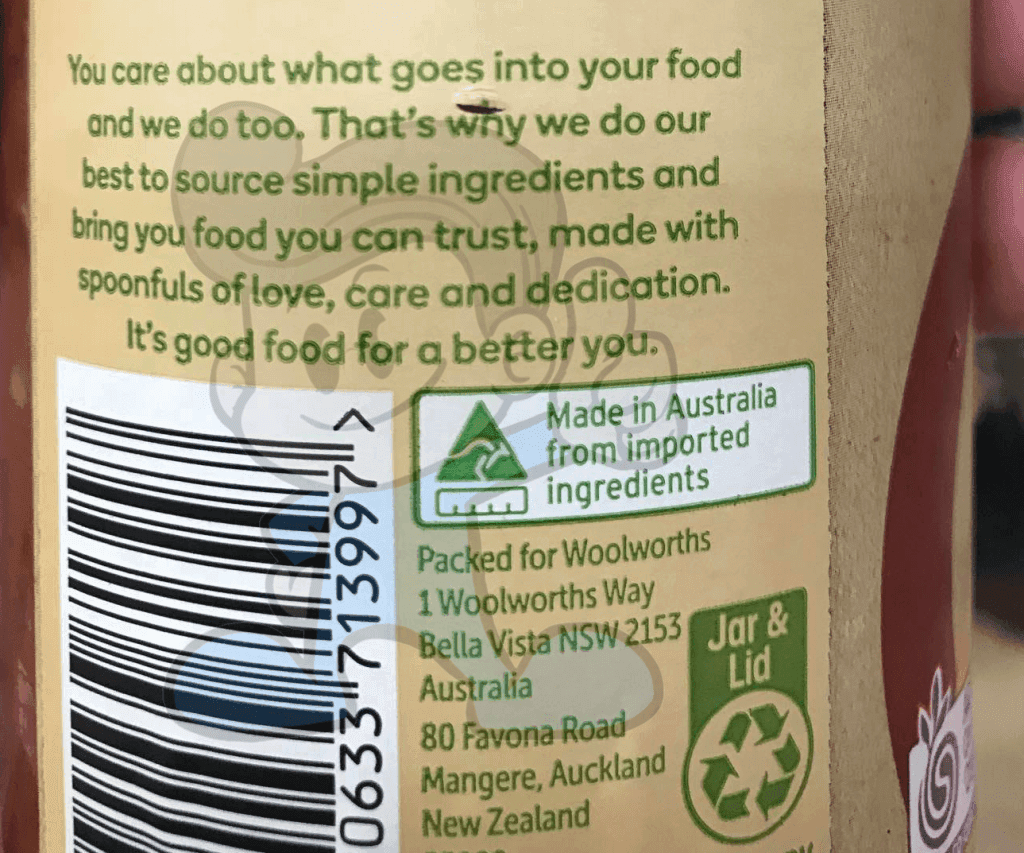 You care about what goes into your food
and we do too. That's why we do our
best to source simple ingredients and
bring you food you can trust, made with
spoonfuls of love, care and dedication.
It's good food for a better you.
Made in Australia
from imported
ingredients
0633 713997 >
Packed for Woolworths
1 Woolworths Way
Bella Vista NSW 2153
Australia
80 Favona Road
Mangere, Auckland
New Zealand
Jar &
Lid